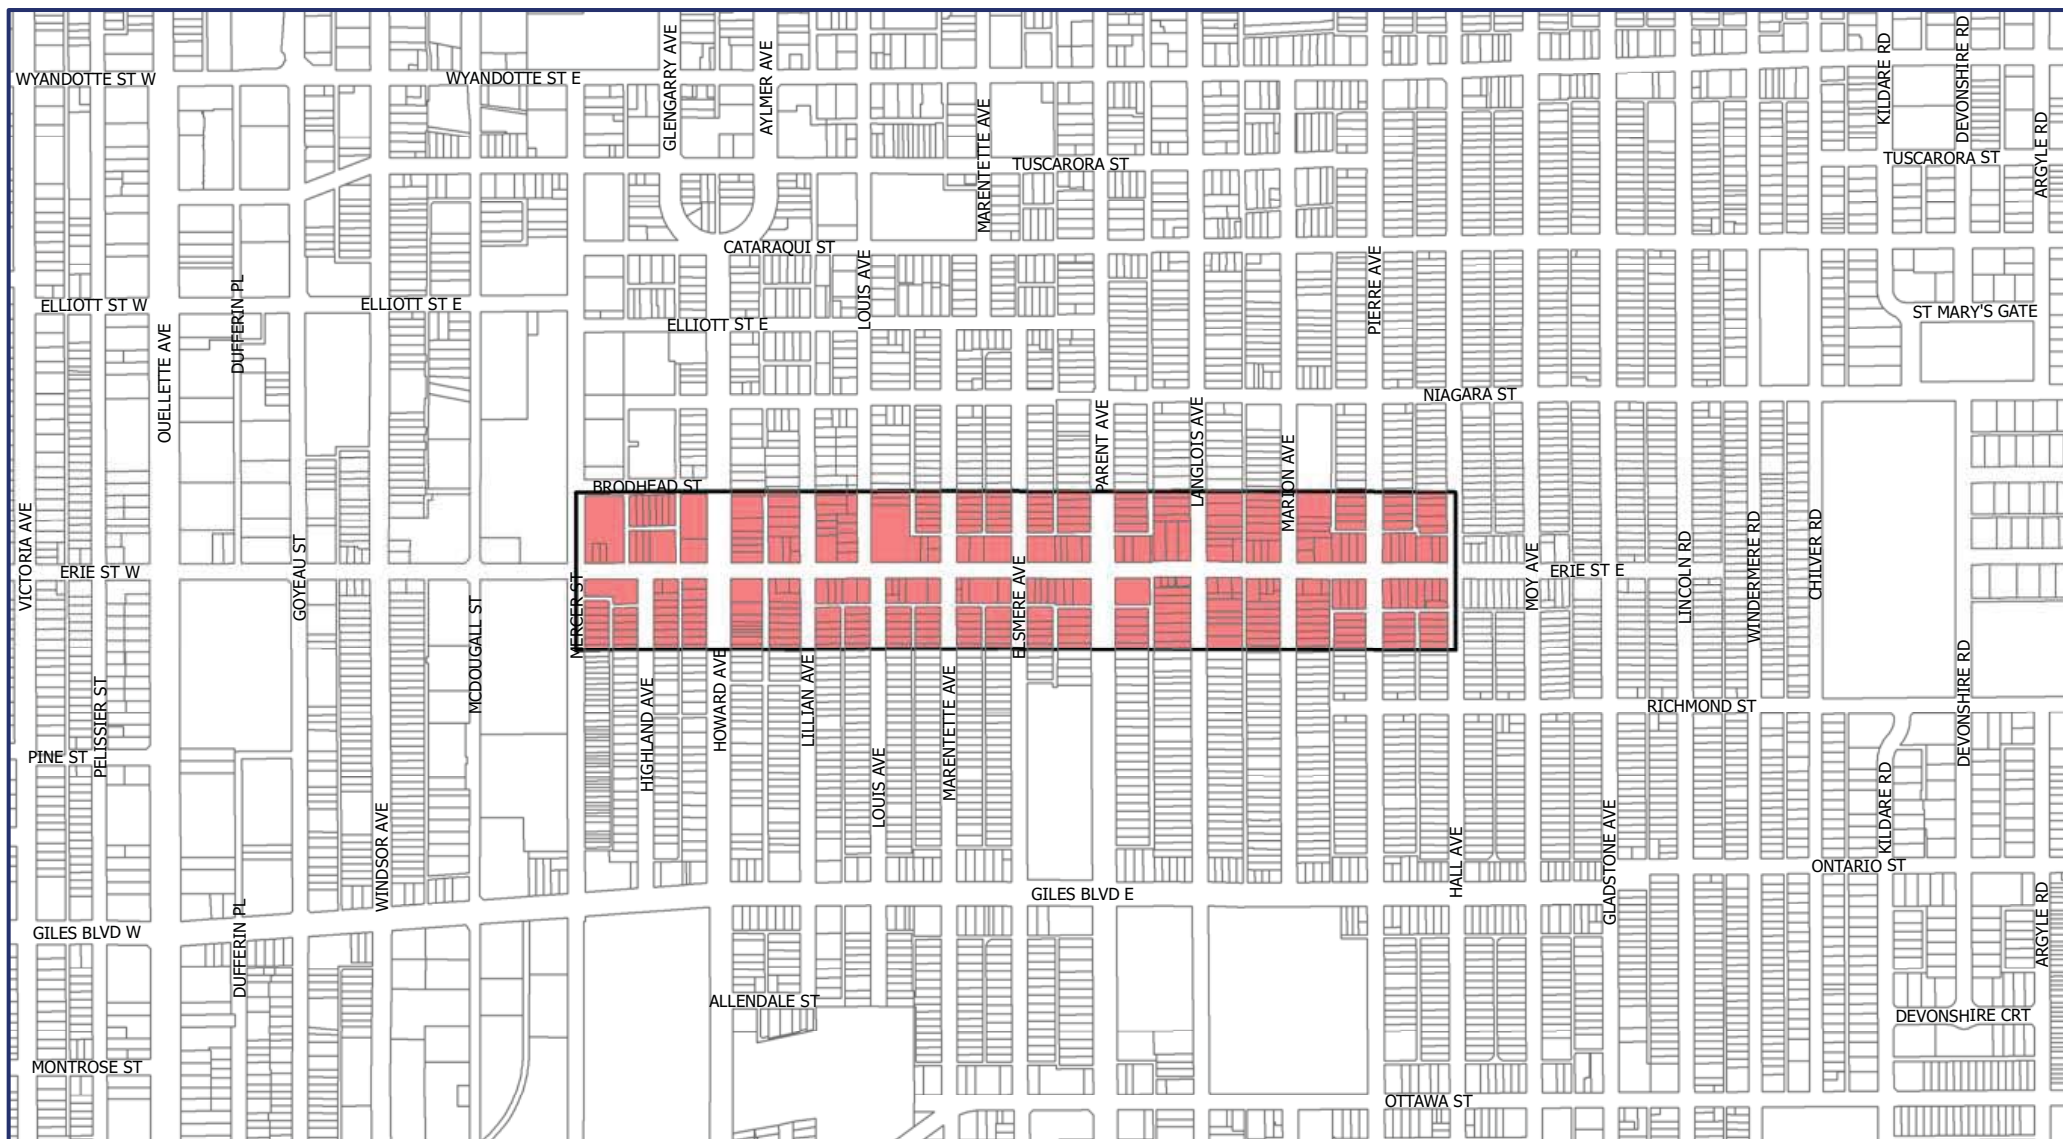 WYANDOTTE ST W
WYANDOTTE ST E
GLENGARRY AVE
AYLMER AVE
MARENTETTE AVE
KILDARE RD
DEVONSHIRE RD
ARGYLE RD
TUSCARORA ST
TUSCARORA ST
CATARAQUI ST
LOUIS AVE
PIERRE AVE
ELLIOTT ST W
DUFFERIN PL
ELLIOTT ST E
ELLIOTT ST E
ST MARY'S GATE
OUELLETTE AVE
NIAGARA ST
PARENT AVE
LANGLOIS AVE
MARION AVE
BRODHEAD ST
VICTORIA AVE
ERIE ST W
GOYEAU ST
MERCER ST
MCDOUGALL ST
ELSMERE AVE
MOY AVE
ERIE ST E
LINCOLN RD
WINDERMERE RD
CHILVER RD
PELISSIER ST
HIGHLAND AVE
HOWARD AVE
LILLIAN AVE
MARENTETTE AVE
RICHMOND ST
DEVONSHIRE RD
PINE ST
LOUIS AVE
WINDSOR AVE
KILDARE RD
HALL AVE
GLADSTONE AVE
ONTARIO ST
GILES BLVD E
GILES BLVD W
DUFFERIN PL
ARGYLE RD
ALLENDALE ST
DEVONSHIRE CRT
MONTROSE ST
OTTAWA ST